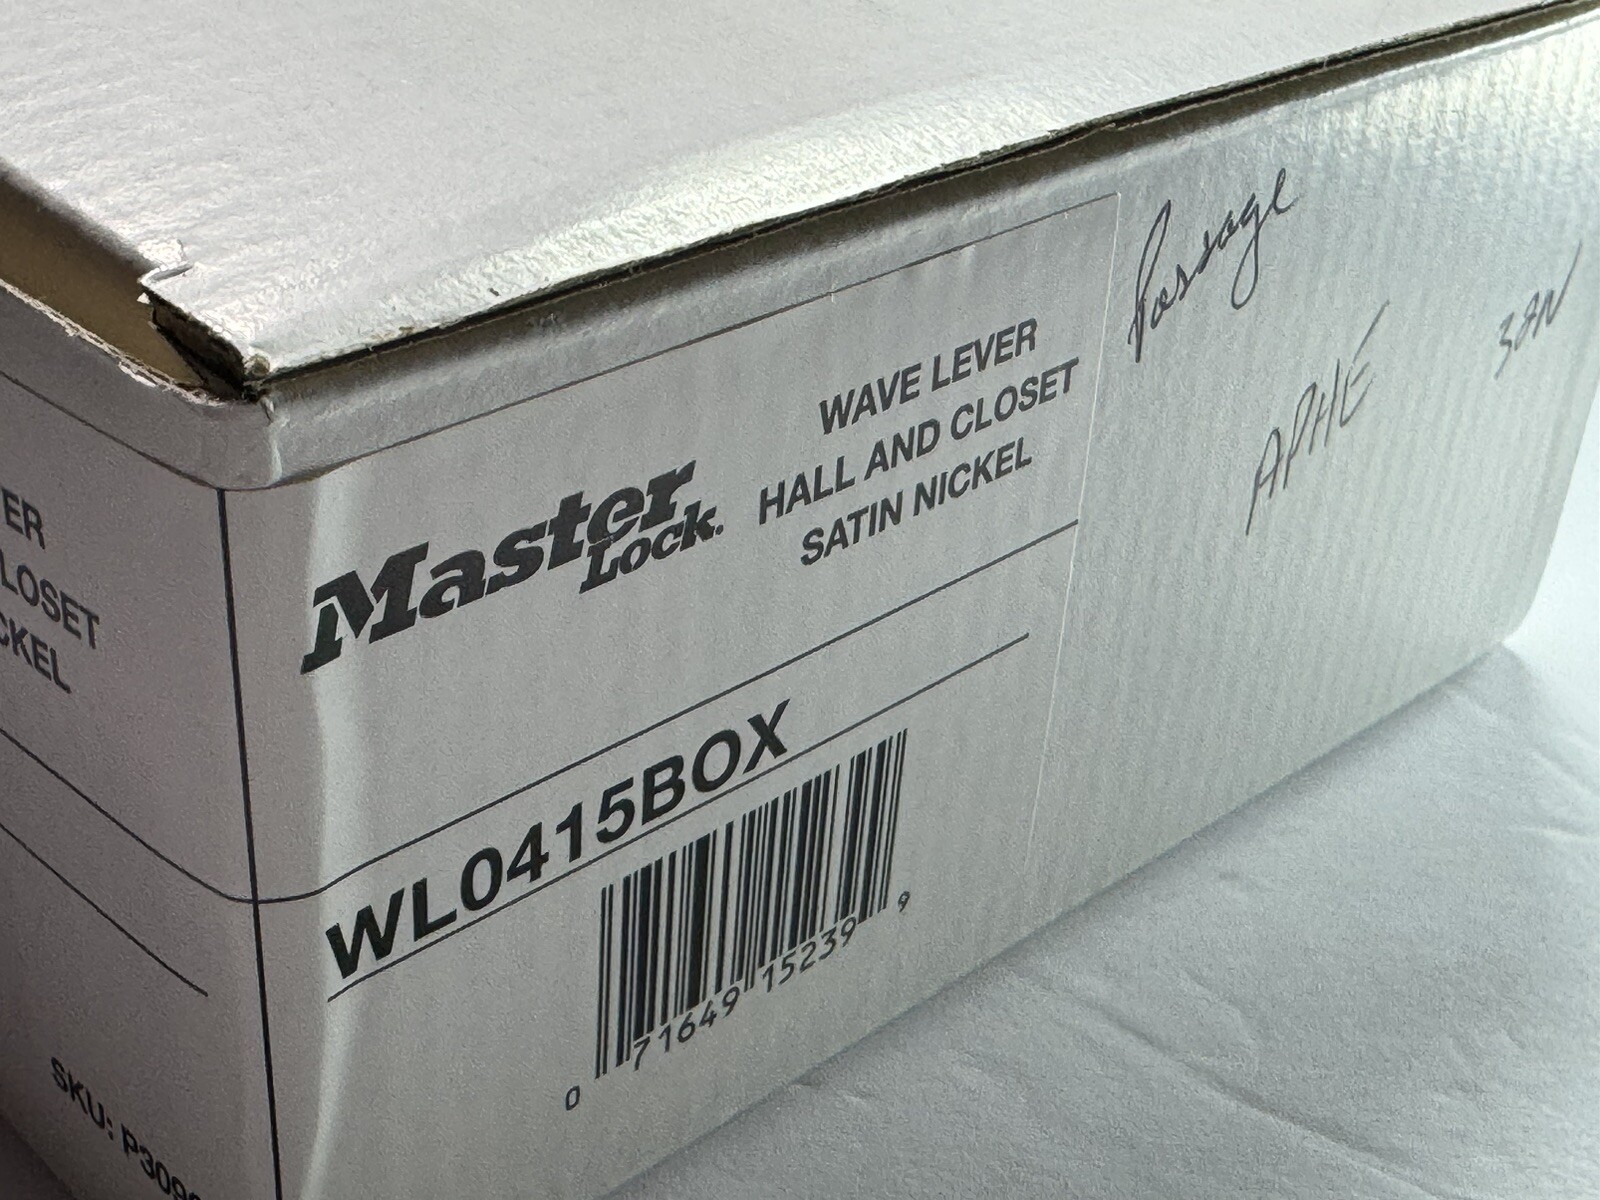 ER
LOSET
CKEL
SKU: P309
Master
Lock.
WAVE LEVER
HALL AND CLOSET
SATIN NICKEL
WL0415BOX
0 71649 15239 9
Passage
APHE